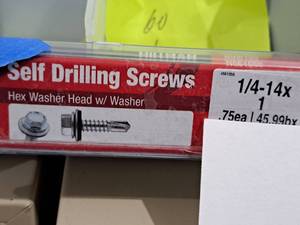 60
Self Drilling Screws
Hex Washer Head w/ Washer
1/4-14x
1
.75ea | 45.99bx